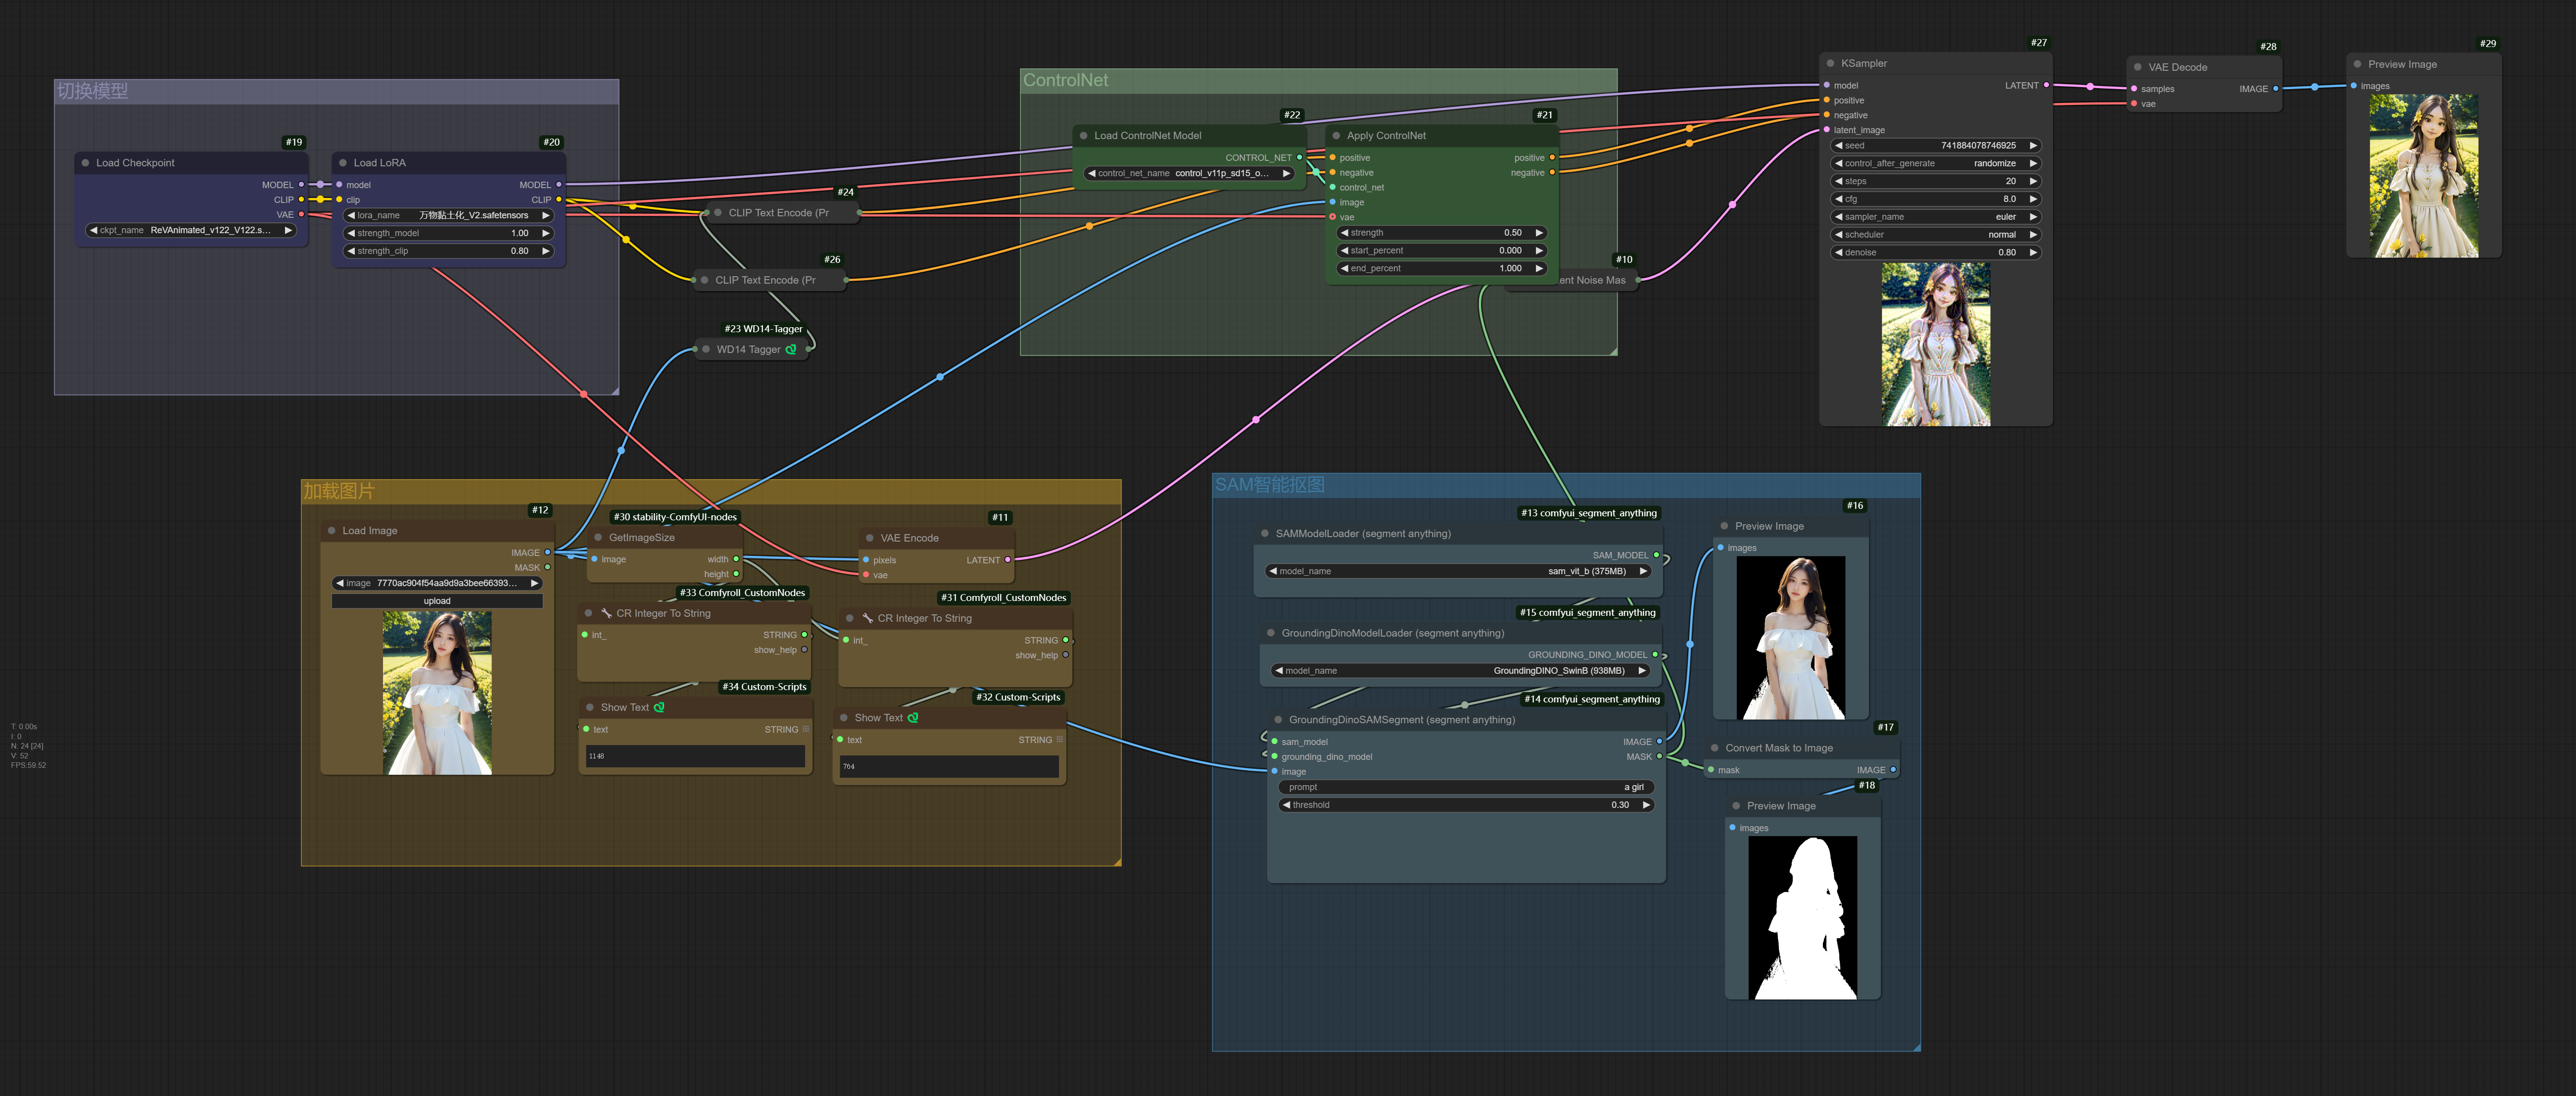 切换模型
#19
Load Checkpoint
MODEL
CLIP
VAE
ckpt_name ReVAnimated_v122_V122.s...
#20
Load LoRA
model MODEL
clip CLIP
lora_name 万物黏土化_V2.safetensors
strength_model 1.00
strength_clip 0.80
#24
CLIP Text Encode (Pr
#26
CLIP Text Encode (Pr
#23 WD14-Tagger
WD14 Tagger
ControlNet
#22
Load ControlNet Model
CONTROL_NET
control_net_name control_v11p_sd15_o...
#21
Apply ControlNet
positive positive
negative negative
control_net
image
vae
strength 0.50
start_percent 0.000
end_percent 1.000
#10
ent Noise Mas
#27
KSampler
model LATENT
positive
negative
latent_image
seed 741884078746925
control_after_generate randomize
steps 20
cfg 8.0
sampler_name euler
scheduler normal
denoise 0.80
#28
VAE Decode
samples IMAGE
vae
#29
Preview Image
images
加载图片
#12
Load Image
IMAGE
MASK
image 7770ac904f54aa9d9a3bee66393...
upload
#30 stability-ComfyUI-nodes
GetImageSize
image width
height
#11
VAE Encode
pixels LATENT
vae
#33 Comfyroll_CustomNodes
CR Integer To String
int_ STRING
show_help
#31 Comfyroll_CustomNodes
CR Integer To String
int_ STRING
show_help
#34 Custom-Scripts
Show Text
text STRING
1148
#32 Custom-Scripts
Show Text
text STRING
764
SAM智能抠图
#13 comfyui_segment_anything
SAMModelLoader (segment anything)
SAM_MODEL
model_name sam_vit_b (375MB)
#15 comfyui_segment_anything
GroundingDinoModelLoader (segment anything)
GROUNDING_DINO_MODEL
model_name GroundingDINO_SwinB (938MB)
#14 comfyui_segment_anything
GroundingDinoSAMSegment (segment anything)
sam_model IMAGE
grounding_dino_model MASK
image
prompt a girl
threshold 0.30
#16
Preview Image
images
#17
Convert Mask to Image
mask IMAGE
#18
Preview Image
images
T: 0.00s
I: 0
N: 24 [24]
V: 52
FPS:59.52